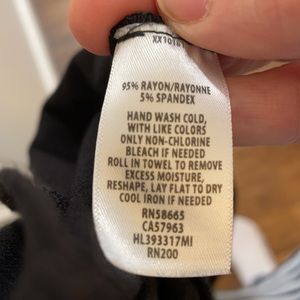 95% RAYON/RAYONNE
5% SPANDEX
HAND WASH COLD,
WITH LIKE COLORS
ONLY NON-CHLORINE
BLEACH IF NEEDED
ROLL IN TOWEL TO REMOVE
EXCESS MOISTURE,
RESHAPE, LAY FLAT TO DRY
COOL IRON IF NEEDED
RN58665
CA57963
HL393317MI
RN200